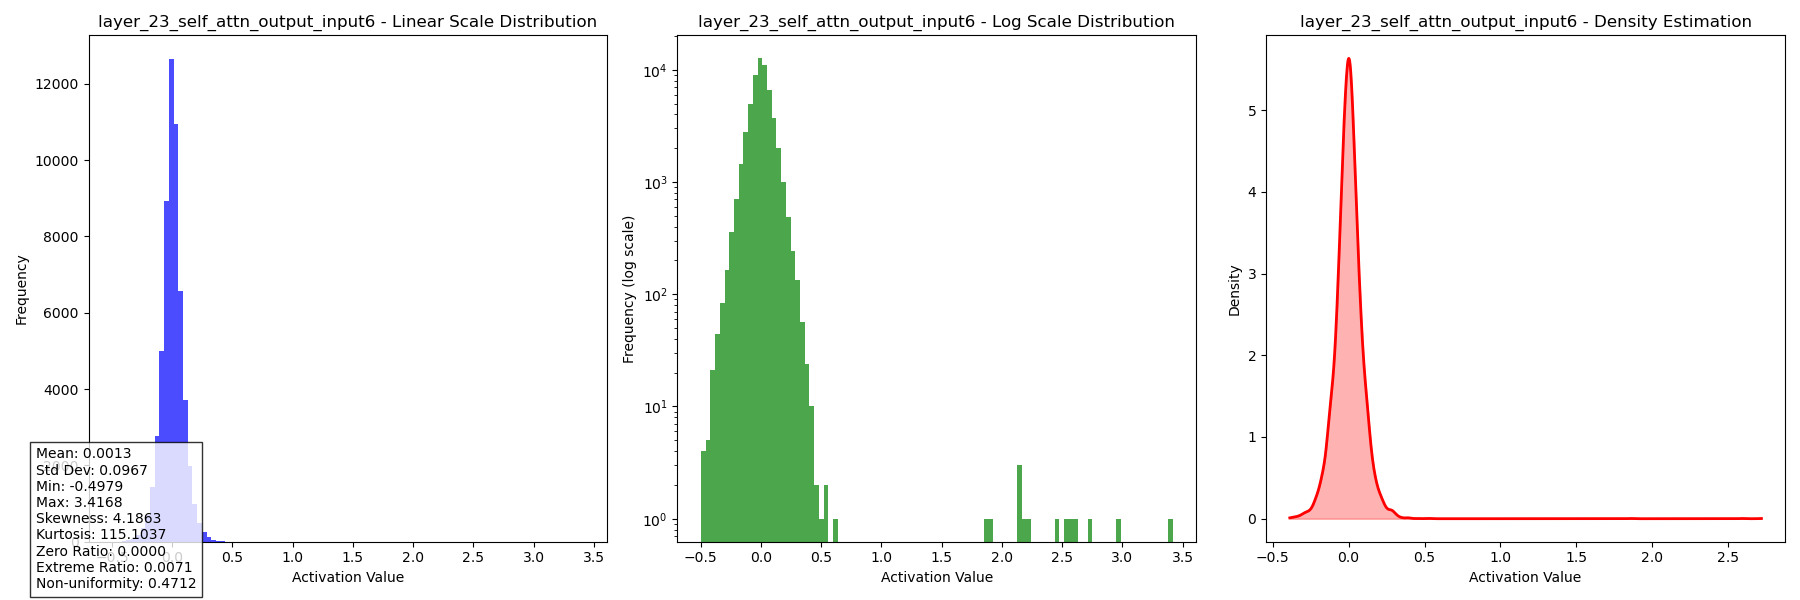 layer_23_self_attn_output_input6 - Linear Scale Distribution
Frequency
12000
10000
8000
6000
4000
0.0
0.5
1.0
1.5
2.0
2.5
3.0
3.5
Activation Value
Mean: 0.0013
Std Dev: 0.0967
Min: -0.4979
Max: 3.4168
Skewness: 4.1863
Kurtosis: 115.1037
Zero Ratio: 0.0000
Extreme Ratio: 0.0071
Non-uniformity: 0.4712
layer_23_self_attn_output_input6 - Log Scale Distribution
Frequency (log scale)
10^4
10^3
10^2
10^1
10^0
−0.5
0.0
0.5
1.0
1.5
2.0
2.5
3.0
3.5
Activation Value
layer_23_self_attn_output_input6 - Density Estimation
Density
5
4
3
2
1
0
−0.5
0.0
0.5
1.0
1.5
2.0
2.5
Activation Value